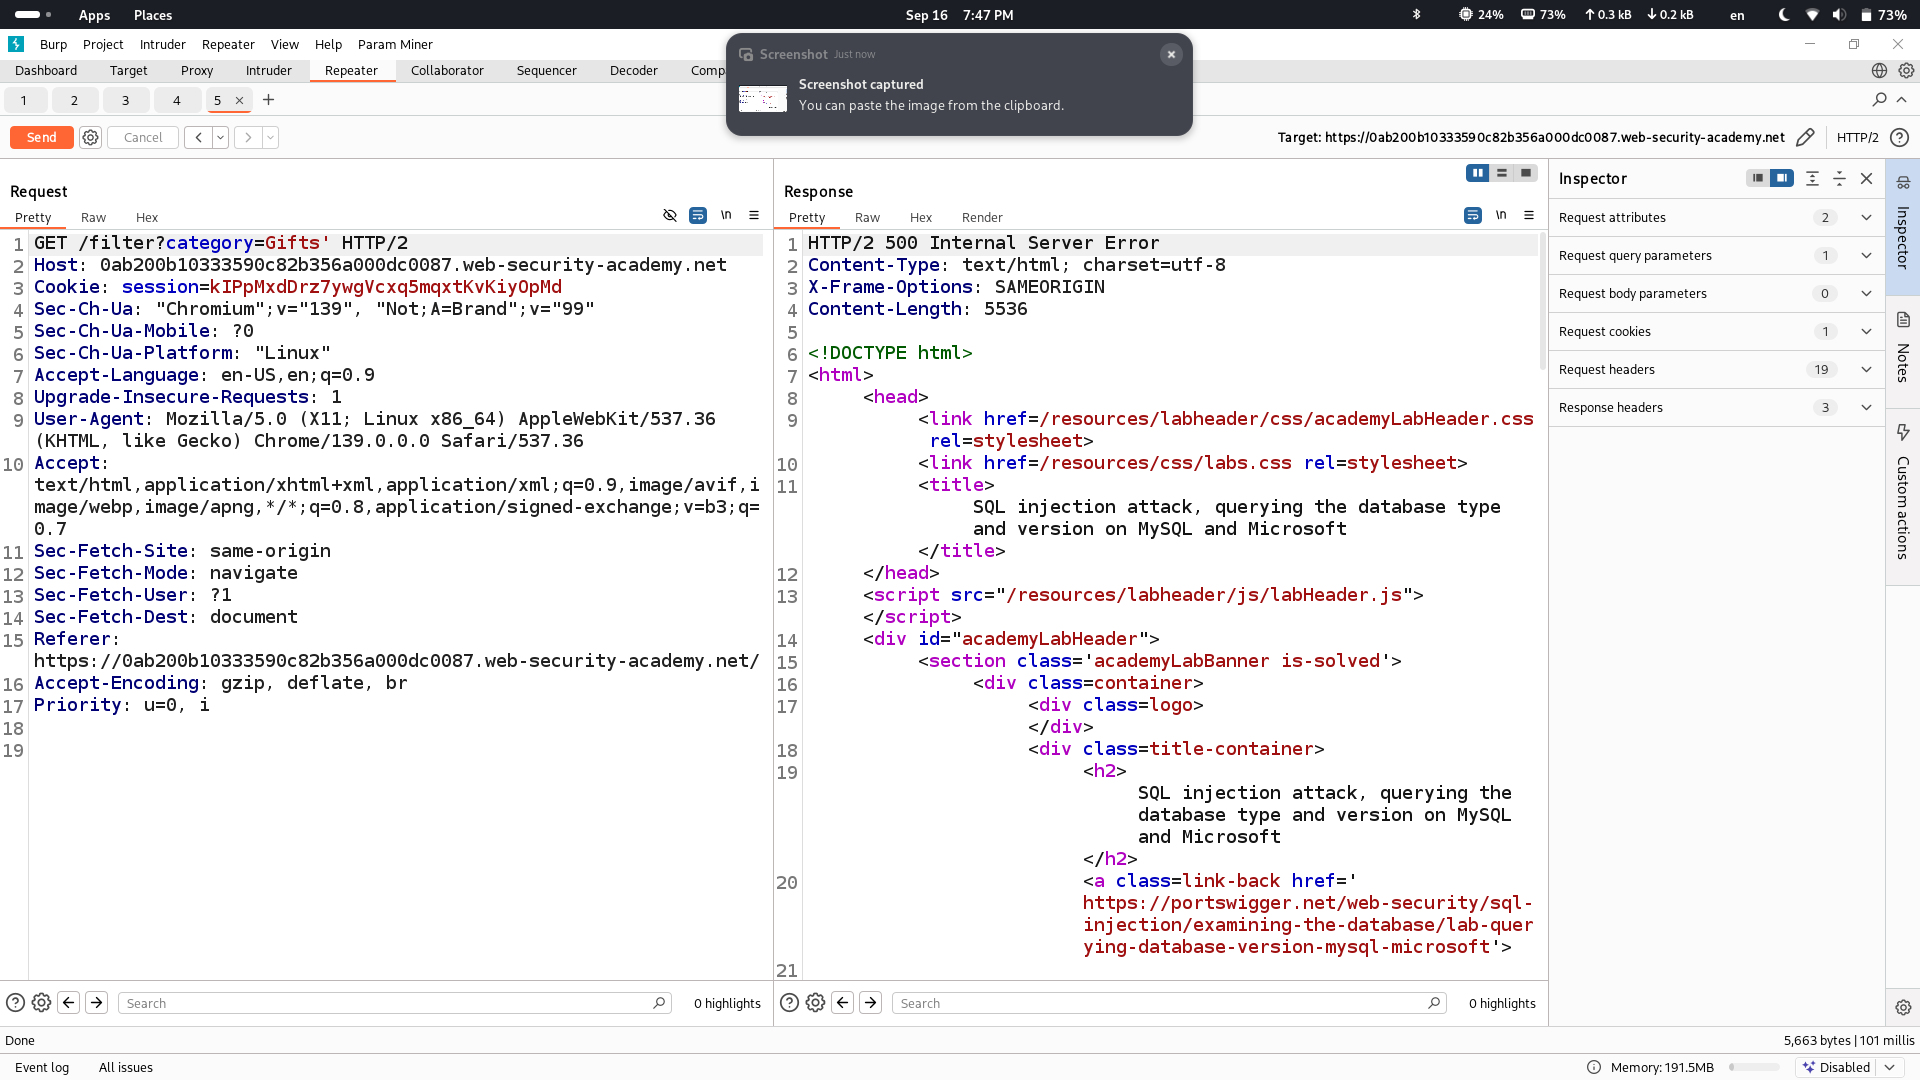 Apps Places Sep 16 7:47 PM 24% 73% 0.3 kB 0.2 kB en 73%
Burp Project Intruder Repeater View Help Param Miner
Screenshot Just now
Screenshot captured
You can paste the image from the clipboard.
Dashboard Target Proxy Intruder Repeater Collaborator Sequencer Decoder
1 2 3 4 5 × +
Send Cancel Target: https://0ab200b10333590c82b356a000dc0087.web-security-academy.net HTTP/2
Request
Pretty Raw Hex \n
1 GET /filter?category=Gifts' HTTP/2
2 Host: 0ab200b10333590c82b356a000dc0087.web-security-academy.net
3 Cookie: session=kIPpMxdDrz7ywgVcxq5mqxtKvKiyOpMd
4 Sec-Ch-Ua: "Chromium";v="139", "Not;A=Brand";v="99"
5 Sec-Ch-Ua-Mobile: ?0
6 Sec-Ch-Ua-Platform: "Linux"
7 Accept-Language: en-US,en;q=0.9
8 Upgrade-Insecure-Requests: 1
9 User-Agent: Mozilla/5.0 (X11; Linux x86_64) AppleWebKit/537.36
(KHTML, like Gecko) Chrome/139.0.0.0 Safari/537.36
10 Accept:
text/html,application/xhtml+xml,application/xml;q=0.9,image/avif,i
mage/webp,image/apng,*/*;q=0.8,application/signed-exchange;v=b3;q=
0.7
11 Sec-Fetch-Site: same-origin
12 Sec-Fetch-Mode: navigate
13 Sec-Fetch-User: ?1
14 Sec-Fetch-Dest: document
15 Referer:
https://0ab200b10333590c82b356a000dc0087.web-security-academy.net/
16 Accept-Encoding: gzip, deflate, br
17 Priority: u=0, i
18
19
Search 0 highlights
Response
Pretty Raw Hex Render \n
1 HTTP/2 500 Internal Server Error
2 Content-Type: text/html; charset=utf-8
3 X-Frame-Options: SAMEORIGIN
4 Content-Length: 5536
5
6 <!DOCTYPE html>
7 <html>
8 <head>
9 <link href=/resources/labheader/css/academyLabHeader.css
rel=stylesheet>
10 <link href=/resources/css/labs.css rel=stylesheet>
11 <title>
SQL injection attack, querying the database type
and version on MySQL and Microsoft
</title>
12 </head>
13 <script src="/resources/labheader/js/labHeader.js">
</script>
14 <div id="academyLabHeader">
15 <section class='academyLabBanner is-solved'>
16 <div class=container>
17 <div class=logo>
</div>
18 <div class=title-container>
19 <h2>
SQL injection attack, querying the
database type and version on MySQL
and Microsoft
</h2>
20 <a class=link-back href='
https://portswigger.net/web-security/sql-
injection/examining-the-database/lab-quer
ying-database-version-mysql-microsoft'>
21
Search 0 highlights
Inspector
Request attributes 2
Request query parameters 1
Request body parameters 0
Request cookies 1
Request headers 19
Response headers 3
Inspector
Notes
Custom actions
Done 5,663 bytes | 101 millis
Event log All issues Memory: 191.5MB Disabled